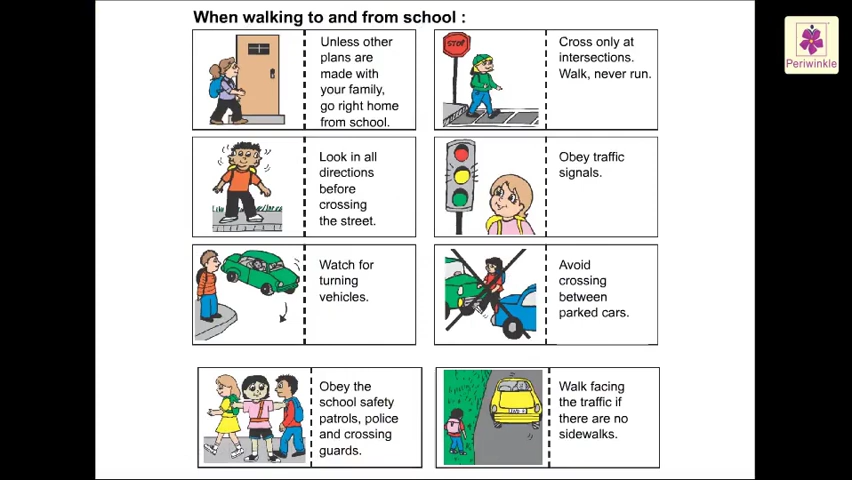 When walking to and from school :
Unless other
plans are
made with
your family,
go right home
from school.
STOP
Cross only at
intersections.
Walk, never run.
Look in all
directions
before
crossing
the street.
Obey traffic
signals.
Watch for
turning
vehicles.
Avoid
crossing
between
parked cars.
Obey the
school safety
patrols, police
and crossing
guards.
Walk facing
the traffic if
there are no
sidewalks.
Periwinkle